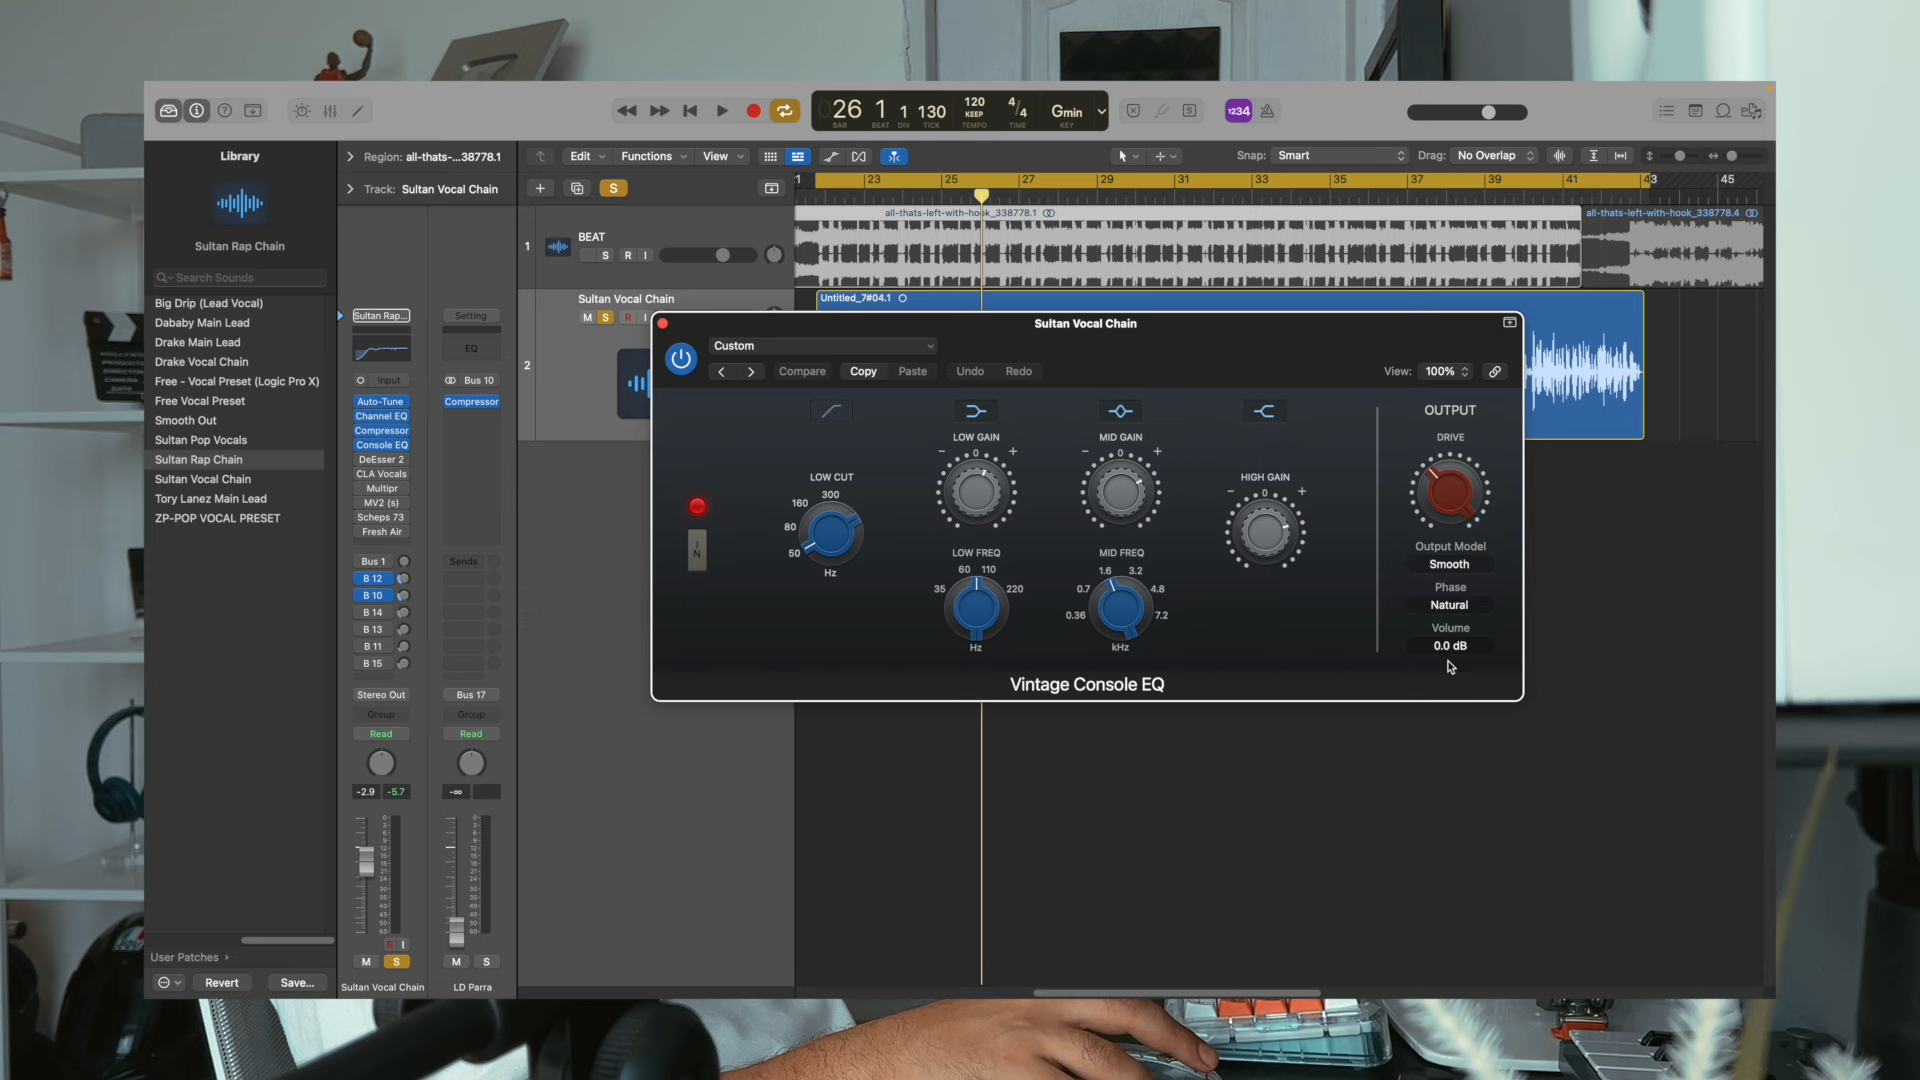 26 1 1 130 120 4/4 Gmin
KEEP
BAR BEAT DIV TICK TEMPO TIME KEY
1234
Library
Sultan Rap Chain
Search Sounds
Big Drip (Lead Vocal)
Dababy Main Lead
Drake Main Lead
Drake Vocal Chain
Free - Vocal Preset (Logic Pro X)
Free Vocal Preset
Smooth Out
Sultan Pop Vocals
Sultan Rap Chain
Sultan Vocal Chain
Tory Lanez Main Lead
ZP-POP VOCAL PRESET
User Patches
Revert Save...
Region: all-thats-...38778.1
Track: Sultan Vocal Chain
Sultan Rap... Setting
EQ
Input Bus 10
Auto-Tune Compressor
Channel EQ
Compressor
Console EQ
DeEsser 2
CLA Vocals
Multipr
MV2 (s)
Scheps 73
Fresh Air
Bus 1 Sends
B 12
B 10
B 14
B 13
B 11
B 15
Stereo Out Bus 17
Group Group
Read Read
-2.9 -5.7 -∞
R I
M S M S
Sultan Vocal Chain LD Parra
Edit Functions View
Snap: Smart Drag: No Overlap
S
23 25 27 29 31 33 35 37 39 41 43 45
1 BEAT
S R I
all-thats-left-with-hook_338778.1
all-thats-left-with-hook_338778.4
2 Sultan Vocal Chain
M S R I
Untitled_7#04.1
Sultan Vocal Chain
Custom
Compare Copy Paste Undo Redo
View: 100%
IN
LOW CUT
50 80 160 300
Hz
LOW GAIN
− 0 +
LOW FREQ
35 60 110 220
Hz
MID GAIN
− 0 +
MID FREQ
0.36 0.7 1.6 3.2 4.8 7.2
kHz
HIGH GAIN
− 0 +
OUTPUT
DRIVE
Output Model
Smooth
Phase
Natural
Volume
0.0 dB
Vintage Console EQ